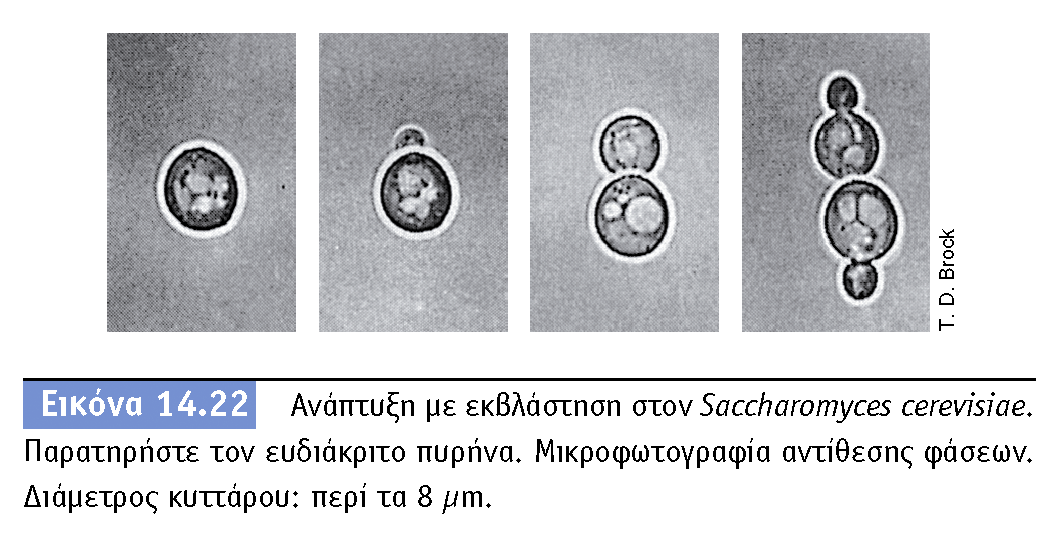 T. D. Brock
Εικόνα 14.22 Ανάπτυξη με εκβλάστηση στον Saccharomyces cerevisiae.
Παρατηρήστε τον ευδιάκριτο πυρήνα. Μικροφωτογραφία αντίθεσης φάσεων.
Διάμετρος κυττάρου: περί τα 8 μm.